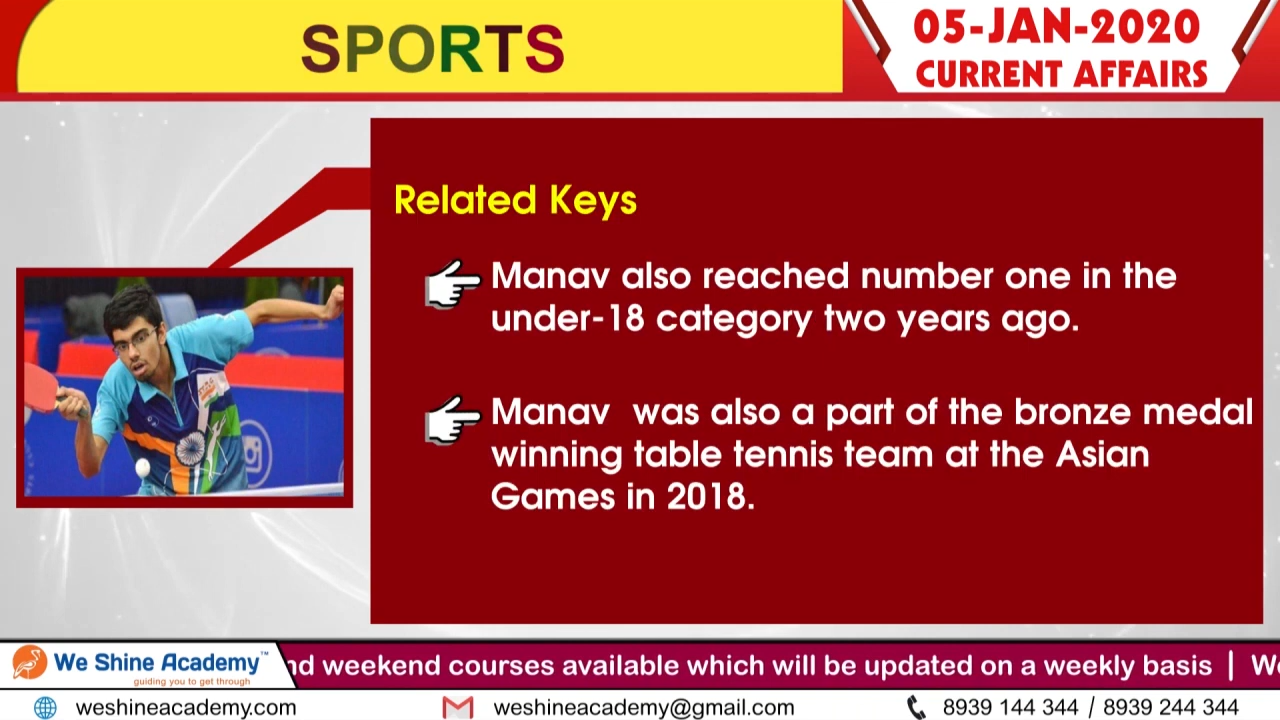 SPORTS
05-JAN-2020
CURRENT AFFAIRS
Related Keys
Manav also reached number one in the
under-18 category two years ago.
Manav was also a part of the bronze medal
winning table tennis team at the Asian
Games in 2018.
We Shine Academy™
guiding you to get through
nd weekend courses available which will be updated on a weekly basis | We
weshineacademy.com
weshineacademy@gmail.com
8939 144 344 / 8939 244 344